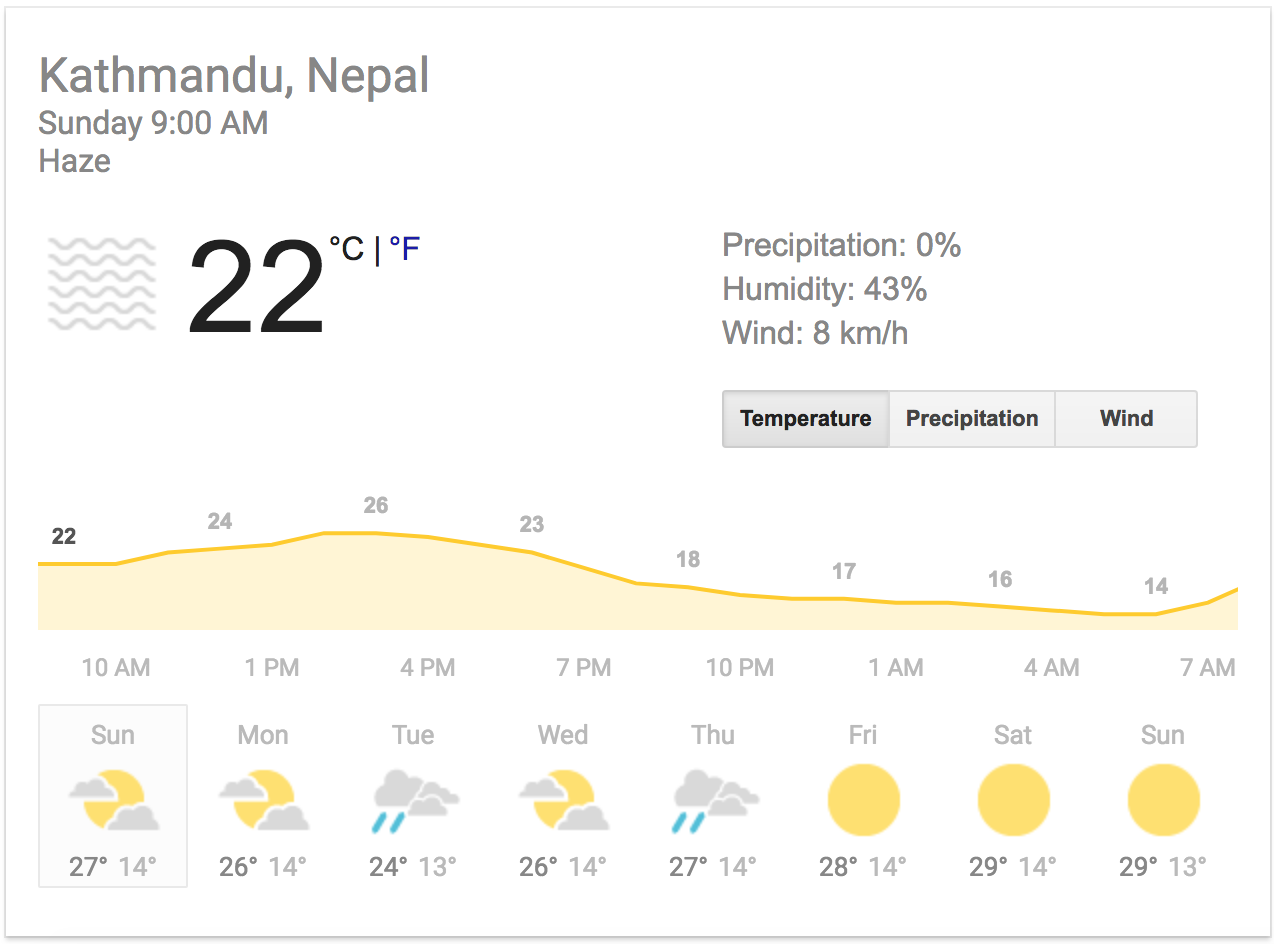 Kathmandu, Nepal
Sunday 9:00 AM
Haze
22 °C | °F
Precipitation: 0%
Humidity: 43%
Wind: 8 km/h
Temperature Precipitation Wind
22 24 26 23 18 17 16 14
10 AM 1 PM 4 PM 7 PM 10 PM 1 AM 4 AM 7 AM
Sun Mon Tue Wed Thu Fri Sat Sun
27° 14° 26° 14° 24° 13° 26° 14° 27° 14° 28° 14° 29° 14° 29° 13°